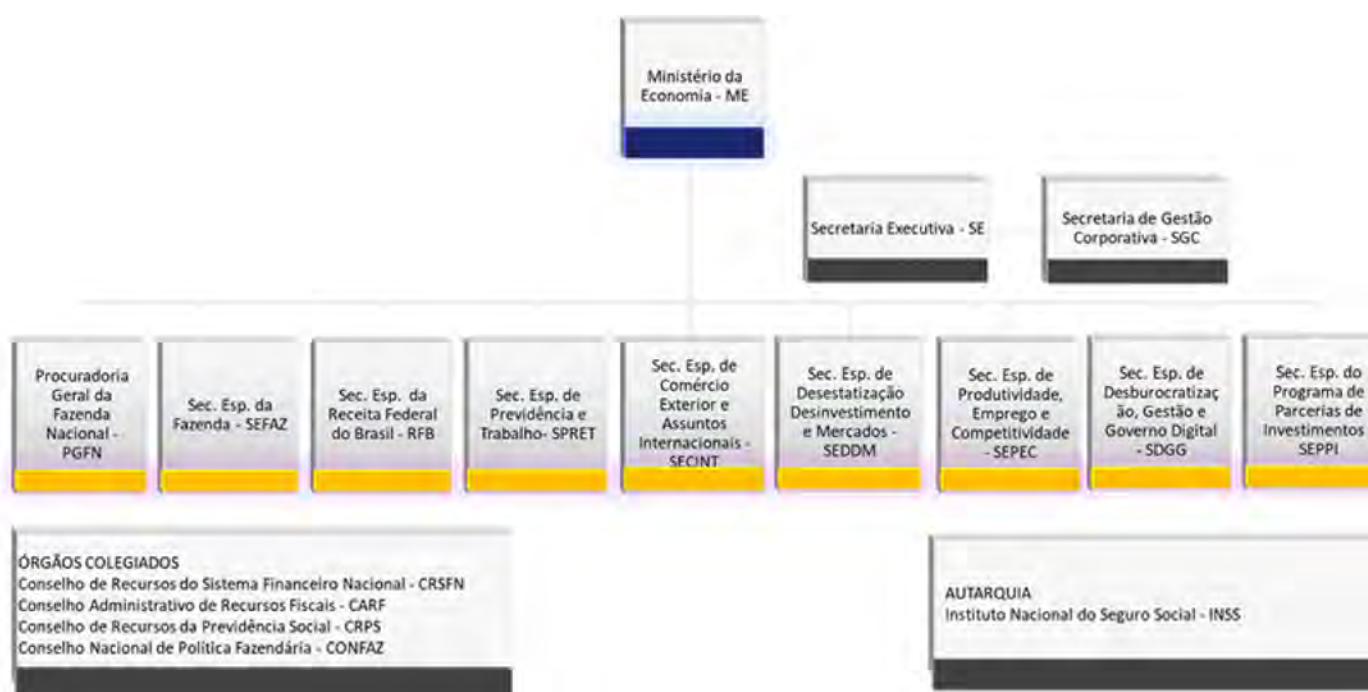 Ministério da
Economia - ME
Secretaria Executiva - SE
Secretaria de Gestão
Corporativa - SGC
Procuradoria
Geral da
Fazenda
Nacional -
PGFN
Sec. Esp. da
Fazenda - SEFAZ
Sec. Esp. da
Receita Federal
do Brasil - RFB
Sec. Esp. de
Previdência e
Trabalho- SPRET
Sec. Esp. de
Comércio
Exterior e
Assuntos
Internacionais -
SECINT
Sec. Esp. de
Desestatização
Desinvestimento
e Mercados -
SEDDM
Sec. Esp. de
Produtividade,
Emprego e
Competitividade
- SEPEC
Sec. Esp. de
Desburocratizaç
ão, Gestão e
Governo Digital
- SDGG
Sec. Esp. do
Programa de
Parcerias de
Investimentos
SEPPI
ÓRGÃOS COLEGIADOS
Conselho de Recursos do Sistema Financeiro Nacional - CRSFN
Conselho Administrativo de Recursos Fiscais - CARF
Conselho de Recursos da Previdência Social - CRPS
Conselho Nacional de Política Fazendária - CONFAZ
AUTARQUIA
Instituto Nacional do Seguro Social - INSS